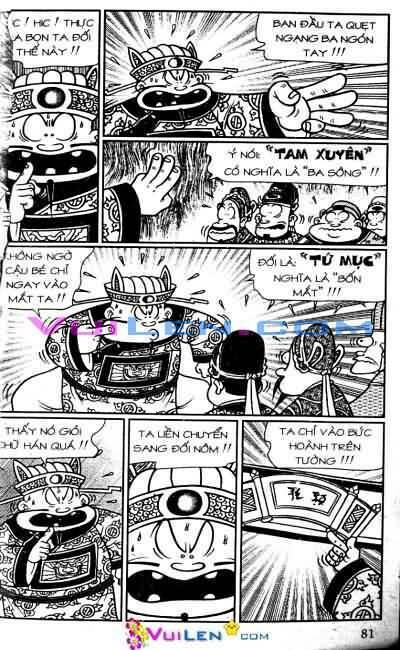 C! HIC! THỰC
A BỌN TA ĐỐI
THẾ NÀY!!
BAN ĐẦU TA QUẸT
NGANG BA NGÓN
TAY!!!
Ý NÓI: "TAM XUYÊN"
CÓ NGHĨA LÀ "BA SÔNG"!!
KHÔNG NGỜ
CẬU BÉ CHỈ
NGAY VÀO
MẮT TA!!
ĐỐI LÀ: "TỨ MỤC"
NGHĨA LÀ "BỐN
MẮT"!!!
VUILEN.COM
THẤY NÓ GIỎI
CHỮ HÁN QUÁ!!
TA LIỀN CHUYỂN
SANG ĐỐI NÔM!!
TA CHỈ VÀO BỨC
HOÀNH TRÊN
TƯỜNG!!!
81
VUILEN.COM